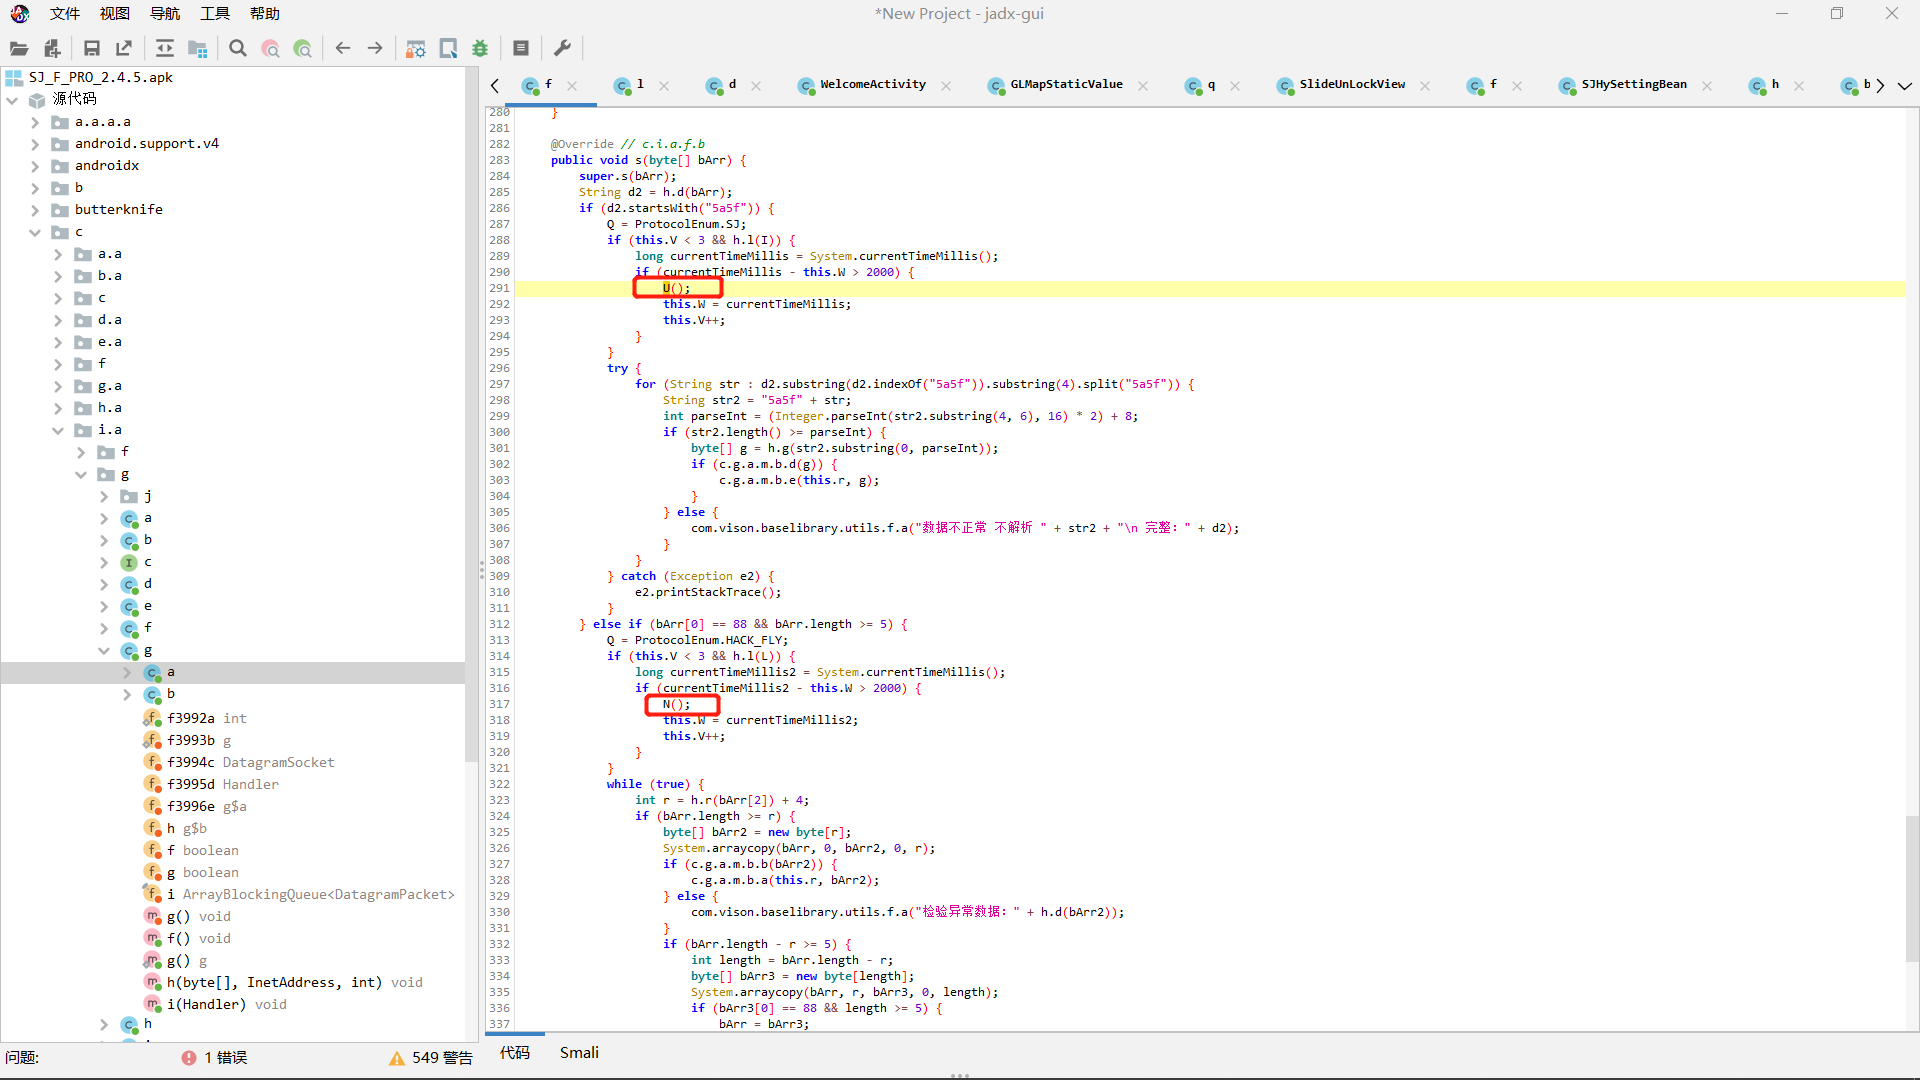 文件 视图 导航 工具 帮助
*New Project - jadx-gui
SJ_F_PRO_2.4.5.apk
源代码
a.a.a.a
android.support.v4
androidx
b
butterknife
c
a.a
b.a
c
d.a
e.a
f
g.a
h.a
i.a
f
g
j
a
b
c
d
e
f
g
a
b
f3992a int
f3993b g
f3994c DatagramSocket
f3995d Handler
f3996e g$a
h g$b
f boolean
g boolean
i ArrayBlockingQueue<DatagramPacket>
g() void
f() void
g() g
h(byte[], InetAddress, int) void
i(Handler) void
h
问题: 1 错误 549 警告
f l d WelcomeActivity GLMapStaticValue q SlideUnLockView f SJHySettingBean h b
280 }
281
282 @Override // c.i.a.f.b
283 public void s(byte[] bArr) {
284 super.s(bArr);
285 String d2 = h.d(bArr);
286 if (d2.startsWith("5a5f")) {
287 Q = ProtocolEnum.SJ;
288 if (this.V < 3 && h.l(I)) {
289 long currentTimeMillis = System.currentTimeMillis();
290 if (currentTimeMillis - this.W > 2000) {
291 U();
292 this.W = currentTimeMillis;
293 this.V++;
294 }
295 }
296 try {
297 for (String str : d2.substring(d2.indexOf("5a5f")).substring(4).split("5a5f")) {
298 String str2 = "5a5f" + str;
299 int parseInt = (Integer.parseInt(str2.substring(4, 6), 16) * 2) + 8;
300 if (str2.length() >= parseInt) {
301 byte[] g = h.g(str2.substring(0, parseInt));
302 if (c.g.a.m.b.d(g)) {
303 c.g.a.m.b.e(this.r, g);
304 }
305 } else {
306 com.vison.baselibrary.utils.f.a("数据不正常 不解析 " + str2 + "\n 完整: " + d2);
307 }
308 }
309 } catch (Exception e2) {
310 e2.printStackTrace();
311 }
312 } else if (bArr[0] == 88 && bArr.length >= 5) {
313 Q = ProtocolEnum.HACK_FLY;
314 if (this.V < 3 && h.l(L)) {
315 long currentTimeMillis2 = System.currentTimeMillis();
316 if (currentTimeMillis2 - this.W > 2000) {
317 N();
318 this.W = currentTimeMillis2;
319 this.V++;
320 }
321 }
322 while (true) {
323 int r = h.r(bArr[2]) + 4;
324 if (bArr.length >= r) {
325 byte[] bArr2 = new byte[r];
326 System.arraycopy(bArr, 0, bArr2, 0, r);
327 if (c.g.a.m.b.b(bArr2)) {
328 c.g.a.m.b.a(this.r, bArr2);
329 } else {
330 com.vison.baselibrary.utils.f.a("检验异常数据: " + h.d(bArr2));
331 }
332 if (bArr.length - r >= 5) {
333 int length = bArr.length - r;
334 byte[] bArr3 = new byte[length];
335 System.arraycopy(bArr, r, bArr3, 0, length);
336 if (bArr3[0] == 88 && length >= 5) {
337 bArr = bArr3;
代码 Smali